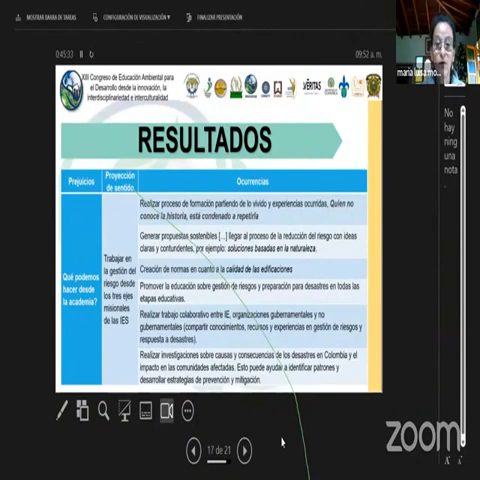 MOSTRAR BARRA DE TAREAS
CONFIGURACIÓN DE VISUALIZACIÓN ▾
FINALIZAR PRESENTACIÓN
0:45:33
09:52 a. m.
XIII Congreso de Educación Ambiental para
el Desarrollo desde la innovación, la
interdisciplinariedad e interculturalidad
VERITAS
RESULTADOS
Prejuicios
Proyección
de sentido
Ocurrencias
Qué podemos
hacer desde
la academia?
Trabajar en
la gestión del
riesgo desde
los tres ejes
misionales
de las IES
Realizar proceso de formación partiendo de lo vivido y experiencias ocurridas, Quien no
conoce la historia, está condenado a repetirla
Generar propuestas sostenibles [...] llegar al proceso de la reducción del riesgo con ideas
claras y contundentes, por ejemplo: soluciones basadas en la naturaleza.
Creación de normas en cuanto a la calidad de las edificaciones
Promover la educación sobre gestión de riesgos y preparación para desastres en todas las
etapas educativas.
Realizar trabajo colaborativo entre IE, organizaciones gubernamentales y no
gubernamentales (compartir conocimientos, recursos y experiencias en gestión de riesgos y
respuesta a desastres).
Realizar investigaciones sobre causas y consecuencias de los desastres en Colombia y el
impacto en las comunidades afectadas. Esto puede ayudar a identificar patrones y
desarrollar estrategias de prevención y mitigación.
17 de 21
maria luisa mo...
No
hay
ning
una
nota
.
zoom
A A